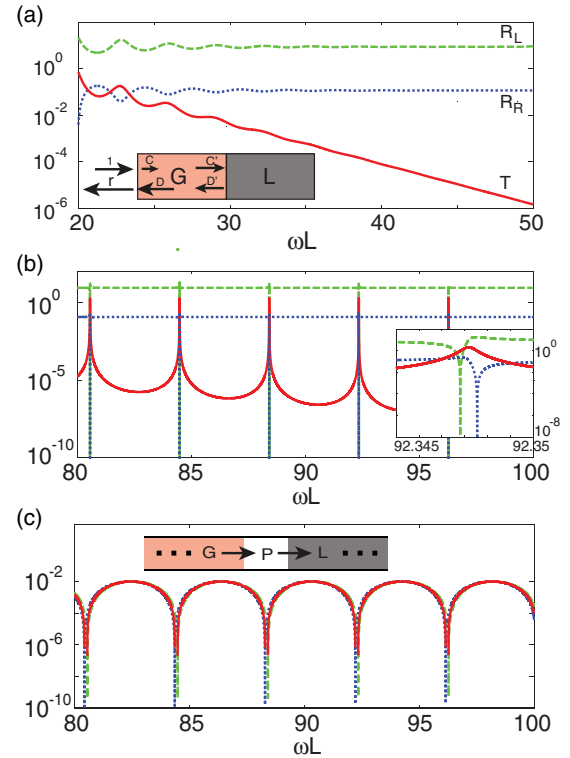 (a)
R_L
10^0
R_Ṙ
10^-2
1 C C'
G L
r D D'
10^-4
T
10^-6
20 30 40 50
ωL
(b)
10^0
10^0
10^-5
10^-8
92.345 92.35
10^-10
80 85 90 95 100
ωL
(c)
G P L
10^-2
10^-6
10^-10
80 85 90 95 100
ωL